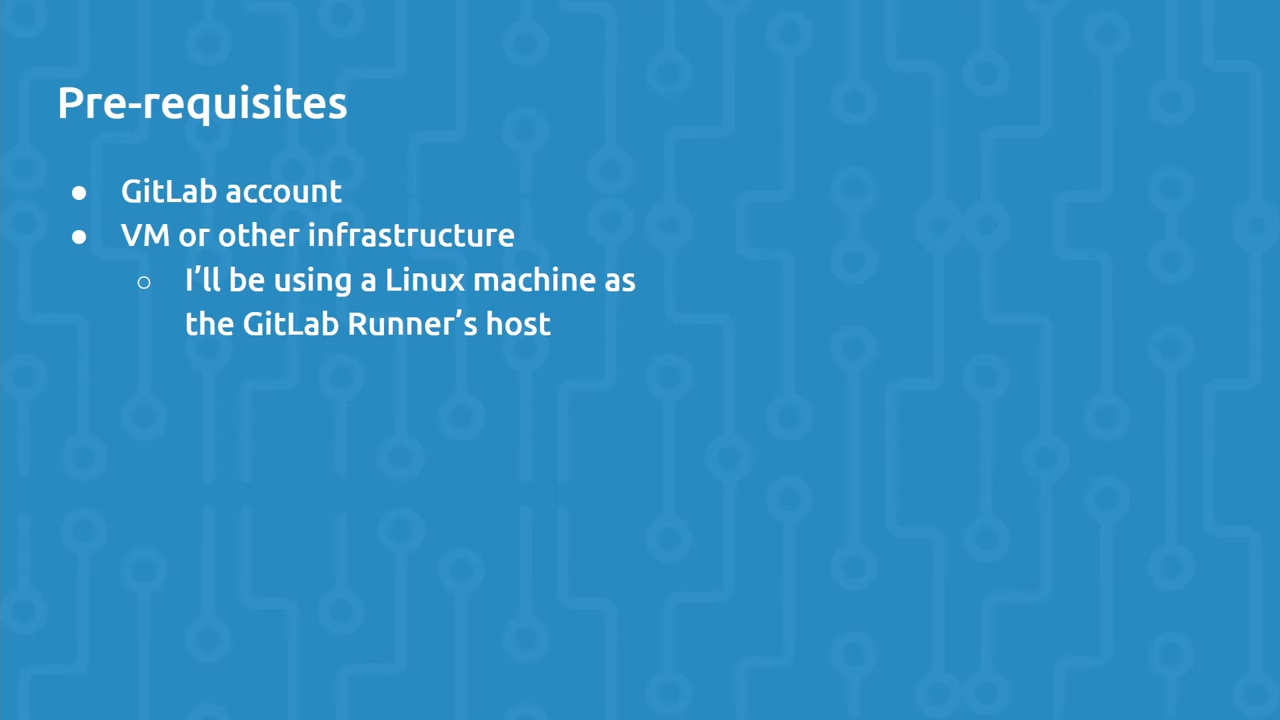 Pre-requisites
● GitLab account
● VM or other infrastructure
○ I’ll be using a Linux machine as
the GitLab Runner’s host